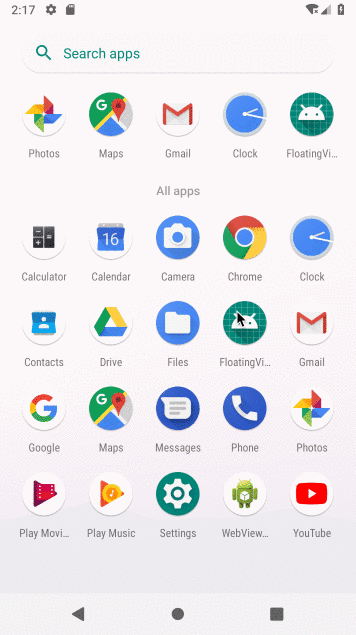 2:17
Search apps
Photos Maps Gmail Clock FloatingVi...
All apps
Calculator Calendar Camera Chrome Clock
16
Contacts Drive Files FloatingVi... Gmail
Google Maps Messages Phone Photos
Play Movi... Play Music Settings WebView... YouTube